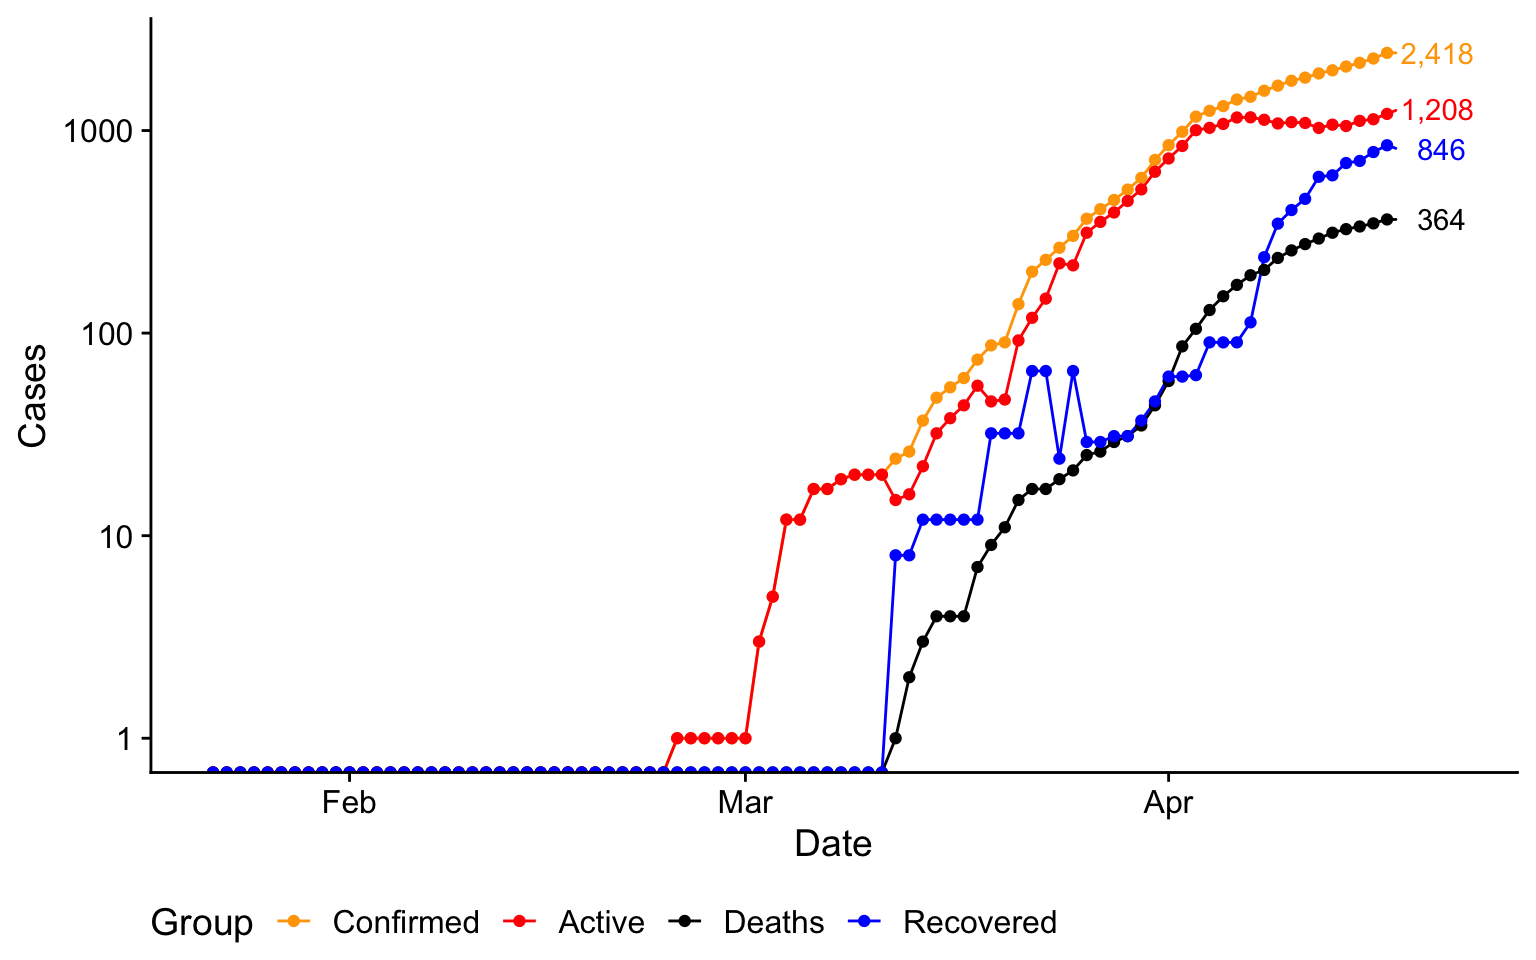 2,418
1,208
1000
846
364
100
Cases
10
1
Feb Mar Apr
Date
Group Confirmed Active Deaths Recovered